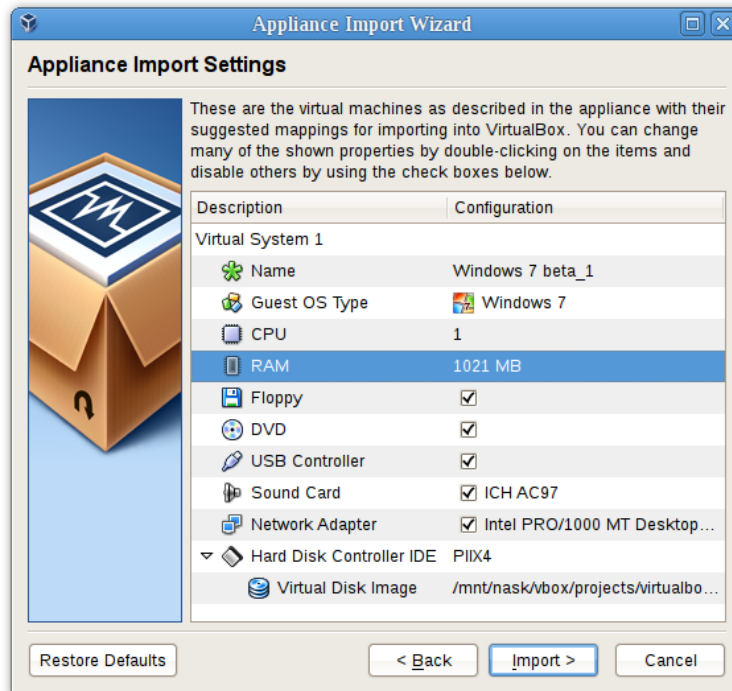 Appliance Import Wizard
Appliance Import Settings
These are the virtual machines as described in the appliance with their
suggested mappings for importing into VirtualBox. You can change
many of the shown properties by double-clicking on the items and
disable others by using the check boxes below.
Description Configuration
Virtual System 1
Name Windows 7 beta_1
Guest OS Type Windows 7
CPU 1
RAM 1021 MB
Floppy
DVD
USB Controller
Sound Card ICH AC97
Network Adapter Intel PRO/1000 MT Desktop...
Hard Disk Controller IDE PIIX4
Virtual Disk Image /mnt/nask/vbox/projects/virtualbo...
Restore Defaults < Back Import > Cancel